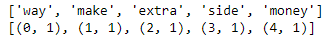 ['way', 'make', 'extra', 'side', 'money']
[(0, 1), (1, 1), (2, 1), (3, 1), (4, 1)]